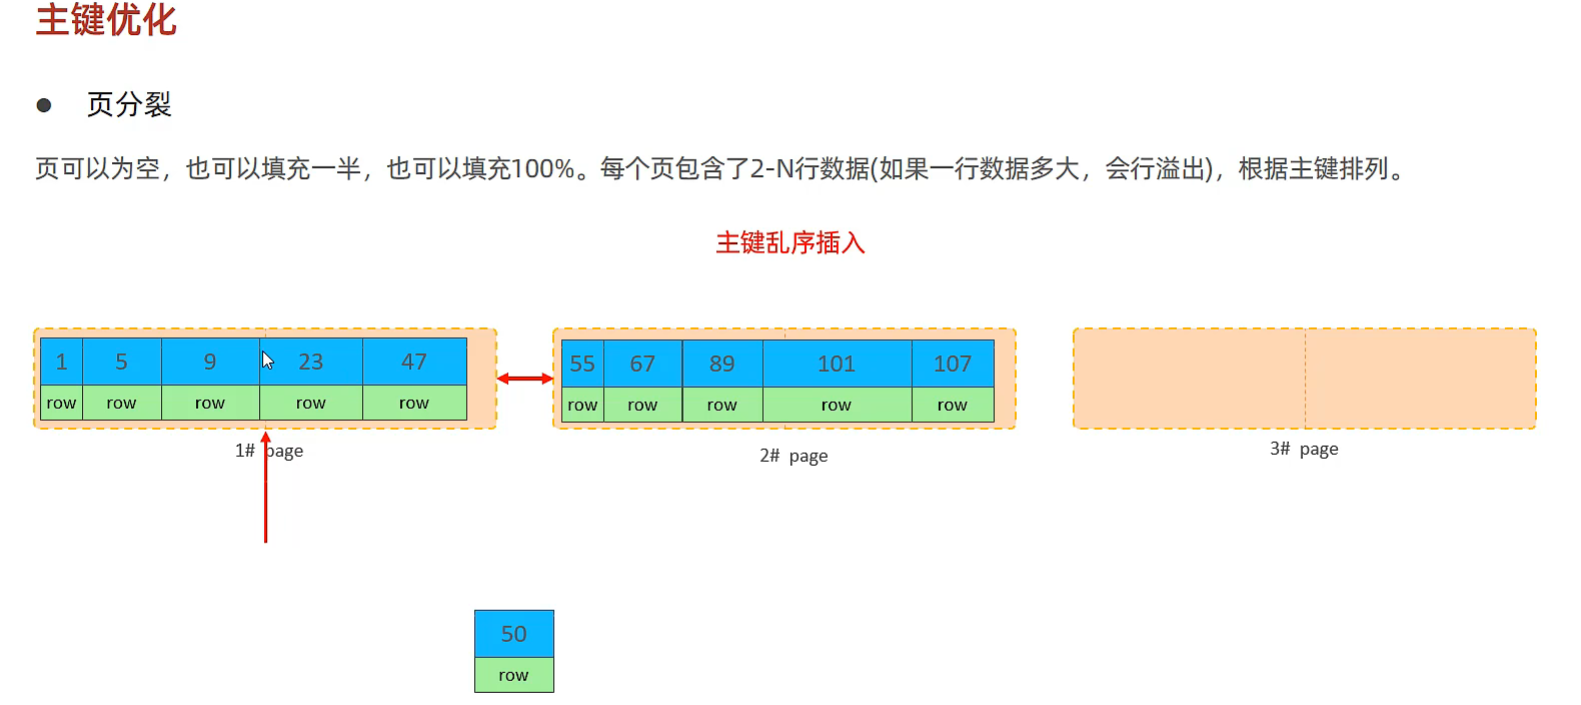 主键优化
● 页分裂
页可以为空，也可以填充一半，也可以填充100%。每个页包含了2-N行数据(如果一行数据多大，会行溢出)，根据主键排列。
主键乱序插入
1 5 9 23 47
row row row row row
55 67 89 101 107
row row row row row
1# page
2# page
3# page
50
row